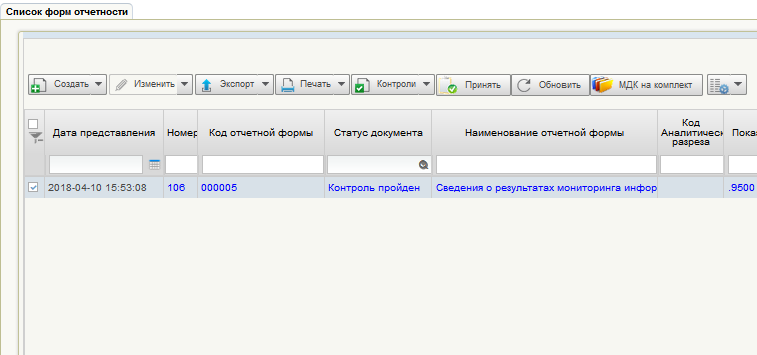 Список форм отчетности
Создать Изменить Экспорт Печать Контроли Принять Обновить МДК на комплект
Дата представления Номер Код отчетной формы Статус документа Наименование отчетной формы Код Аналитическ разреза Показ
2018-04-10 15:53:08 106 000005 Контроль пройден Сведения о результатах мониторинга инфор .9500